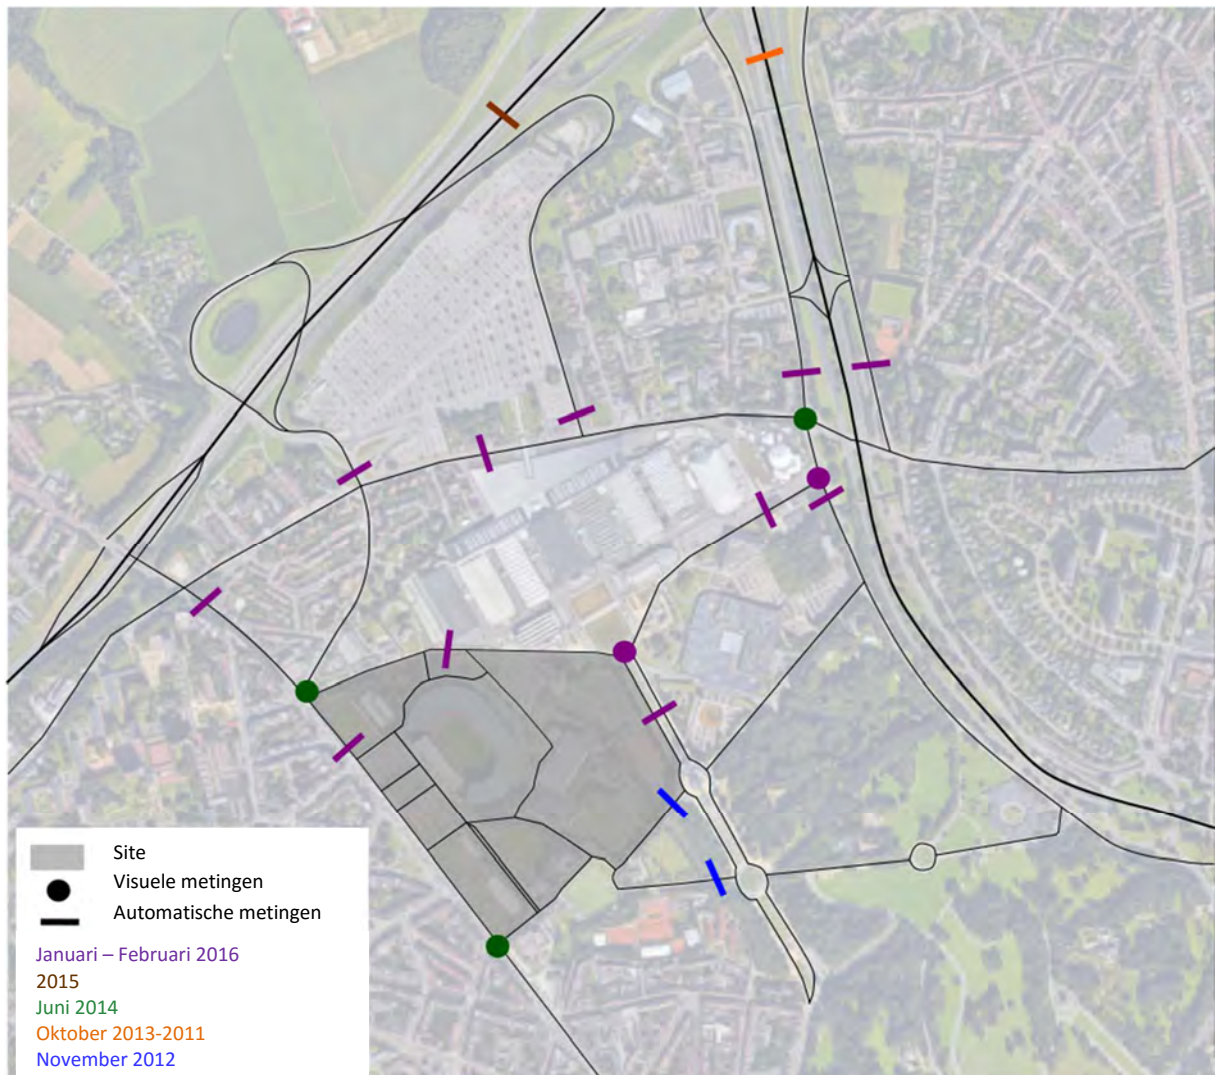 Site
Visuele metingen
Automatische metingen
Januari – Februari 2016
2015
Juni 2014
Oktober 2013-2011
November 2012